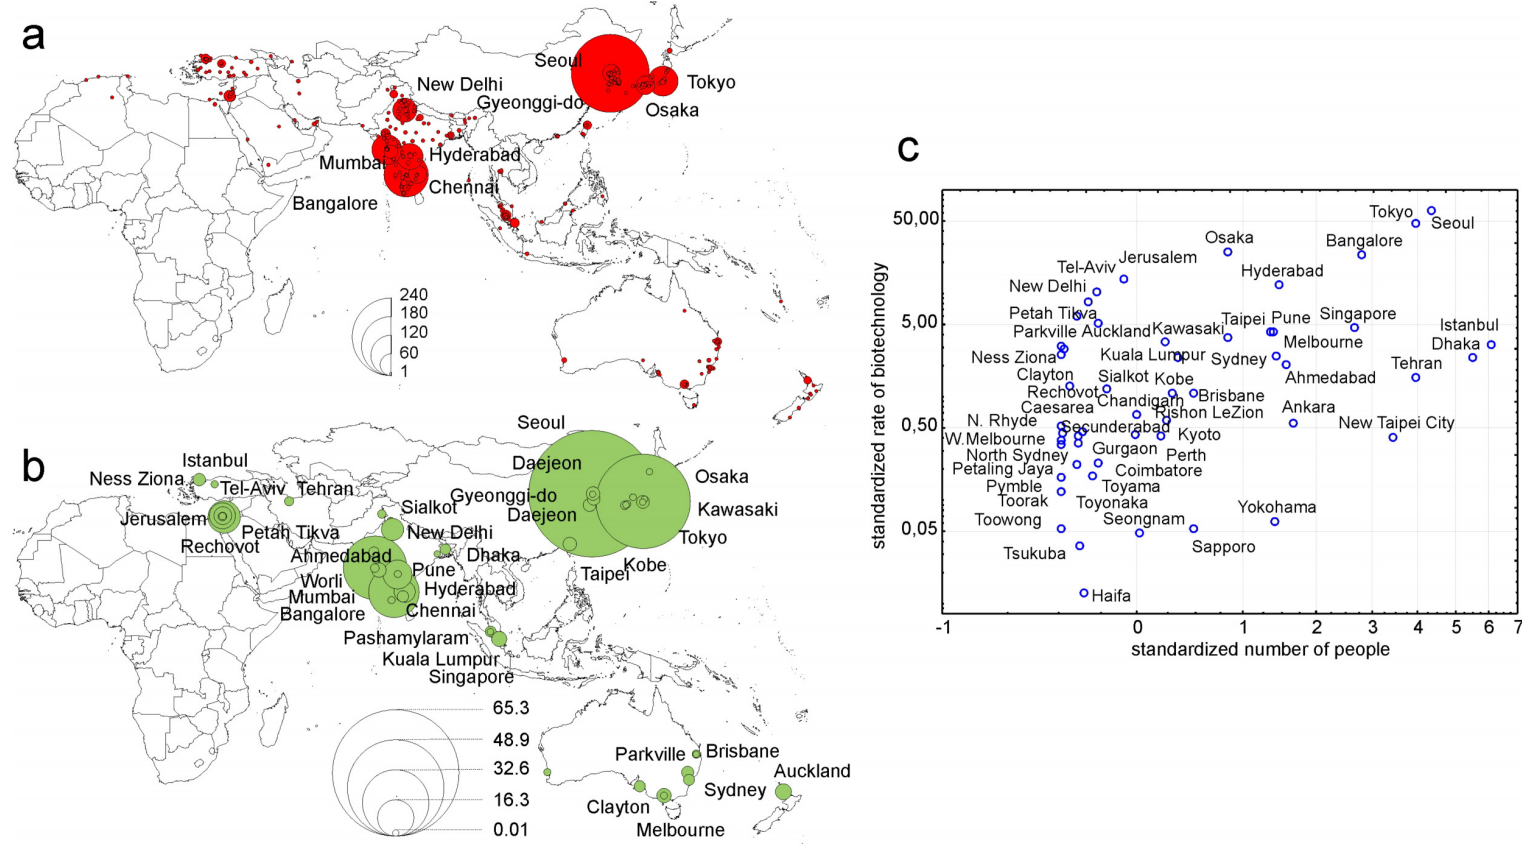 a
Seoul
New Delhi
Tokyo
Gyeonggi-do
Osaka
Mumbai
Hyderabad
Chennai
Bangalore
240
180
120
60
1
b
Seoul
Istanbul
Daejeon
Ness Ziona
Tel-Aviv
Tehran
Osaka
Gyeonggi-do
Sialkot
Kawasaki
Jerusalem
Daejeon
Petah Tikva
New Delhi
Tokyo
Rechovot
Ahmedabad
Dhaka
Kobe
Pune
Taipei
Worli
Hyderabad
Mumbai
Bangalore
Chennai
Pashamylaram
Kuala Lumpur
Singapore
65.3
48.9
32.6
16.3
0.01
Parkville
Brisbane
Auckland
Sydney
Clayton
Melbourne
c
standardized rate of biotechnology
50,00
5,00
0,50
0,05
Tokyo
Seoul
Osaka
Bangalore
Jerusalem
Tel-Aviv
Hyderabad
New Delhi
Petah Tikva
Taipei
Pune
Singapore
Istanbul
Parkville
Auckland
Kawasaki
Melbourne
Dhaka
Ness Ziona
Kuala Lumpur
Sydney
Tehran
Clayton
Sialkot
Kobe
Ahmedabad
Rechovot
Chandigarh
Brisbane
Caesarea
Rishon LeZion
Ankara
N. Rhyde
Secunderabad
Kyoto
New Taipei City
W.Melbourne
North Sydney
Gurgaon
Perth
Petaling Jaya
Coimbatore
Pymble
Toyama
Toorak
Toyonaka
Yokohama
Toowong
Seongnam
Tsukuba
Sapporo
Haifa
-1
0
1
2
3
4
5
6
7
standardized number of people